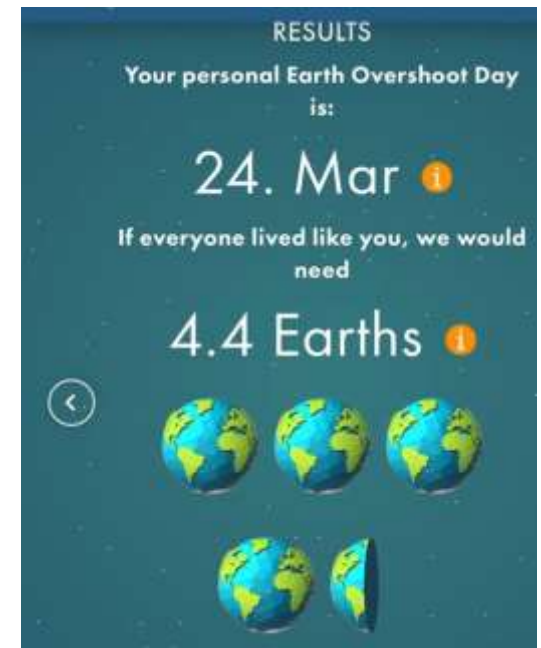 RESULTS
Your personal Earth Overshoot Day
is:
24. Mar i
If everyone lived like you, we would
need
4.4 Earths i